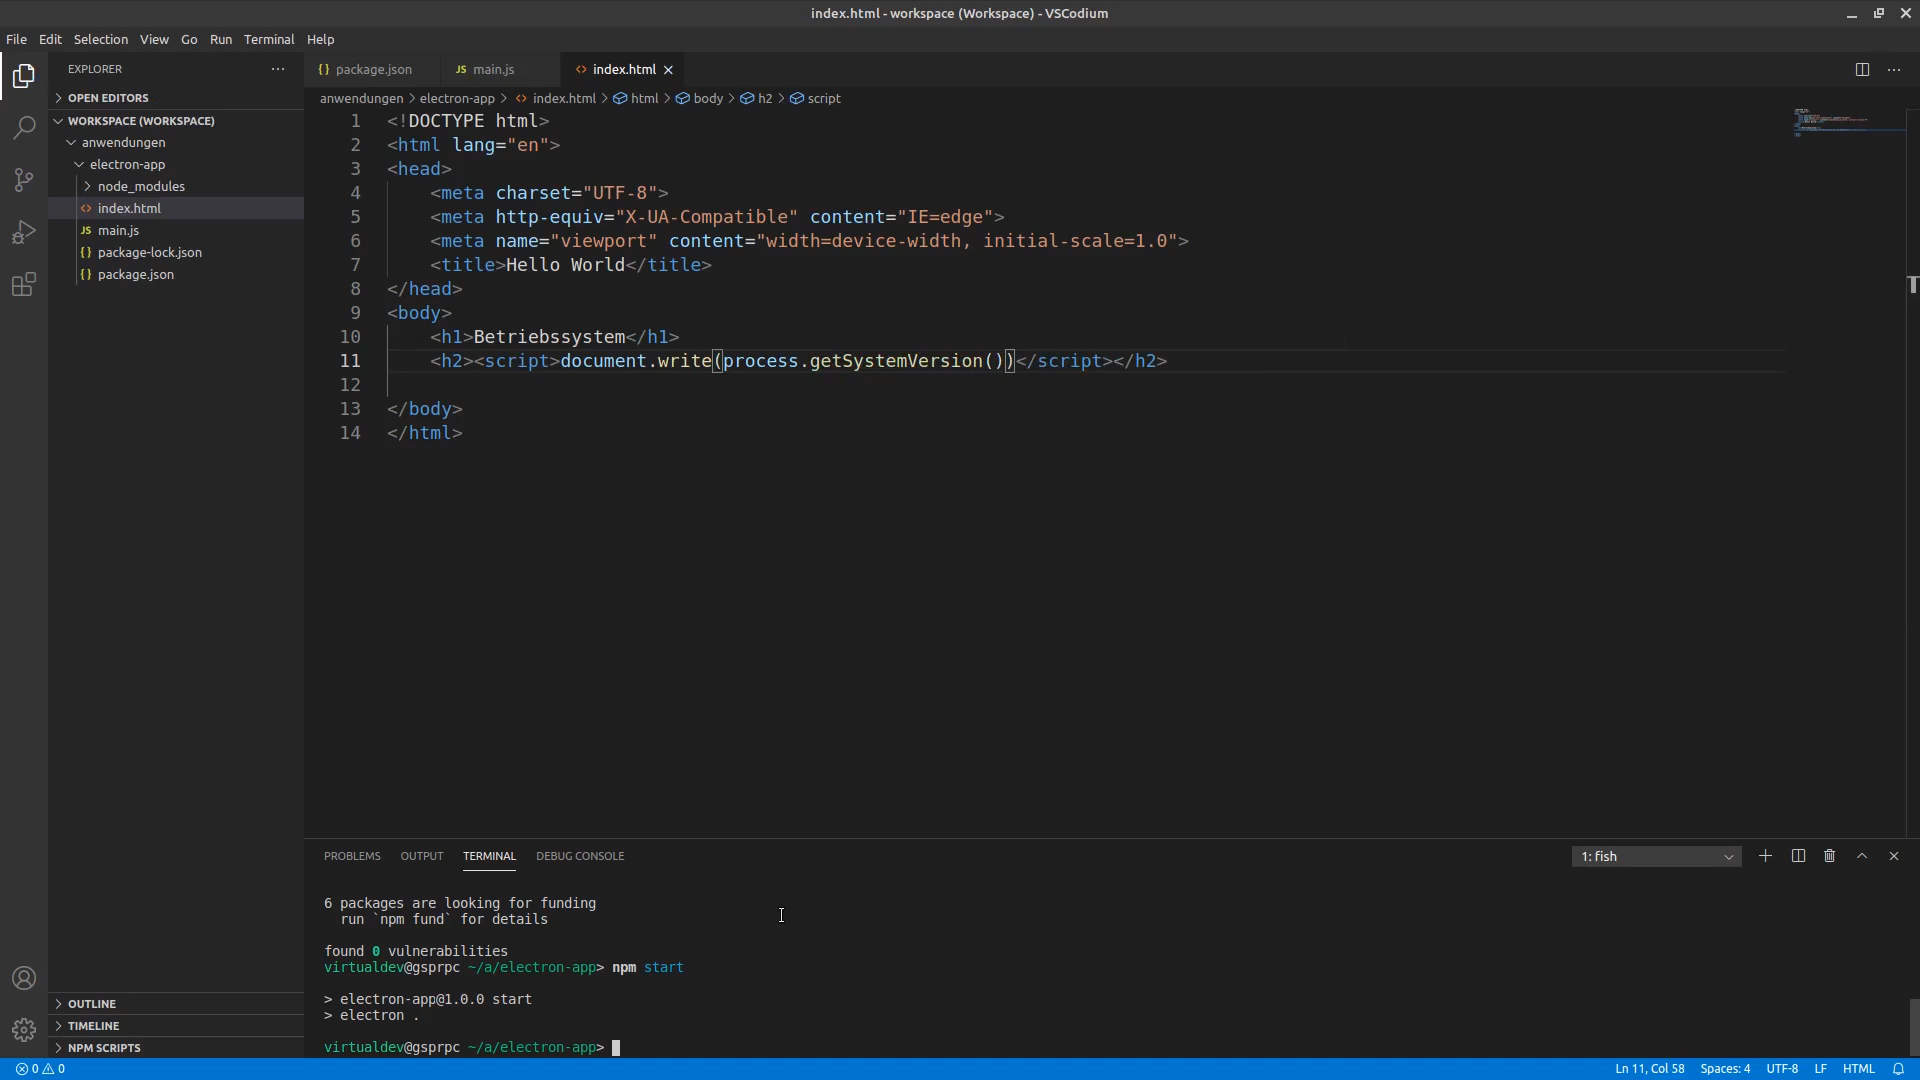 index.html - workspace (Workspace) - VSCodium
File Edit Selection View Go Run Terminal Help
EXPLORER
OPEN EDITORS
WORKSPACE (WORKSPACE)
anwendungen
electron-app
node_modules
index.html
JS main.js
{} package-lock.json
{} package.json
OUTLINE
TIMELINE
NPM SCRIPTS
{} package.json JS main.js <> index.html
anwendungen > electron-app > <> index.html > html > body > h2 > script
1 <!DOCTYPE html>
2 <html lang="en">
3 <head>
4     <meta charset="UTF-8">
5     <meta http-equiv="X-UA-Compatible" content="IE=edge">
6     <meta name="viewport" content="width=device-width, initial-scale=1.0">
7     <title>Hello World</title>
8 </head>
9 <body>
10     <h1>Betriebssystem</h1>
11     <h2><script>document.write(process.getSystemVersion())</script></h2>
12
13 </body>
14 </html>
PROBLEMS OUTPUT TERMINAL DEBUG CONSOLE 1: fish
6 packages are looking for funding
  run `npm fund` for details
found 0 vulnerabilities
virtualdev@gsprpc ~/a/electron-app> npm start
> electron-app@1.0.0 start
> electron .
virtualdev@gsprpc ~/a/electron-app>
0 0 Ln 11, Col 58 Spaces: 4 UTF-8 LF HTML